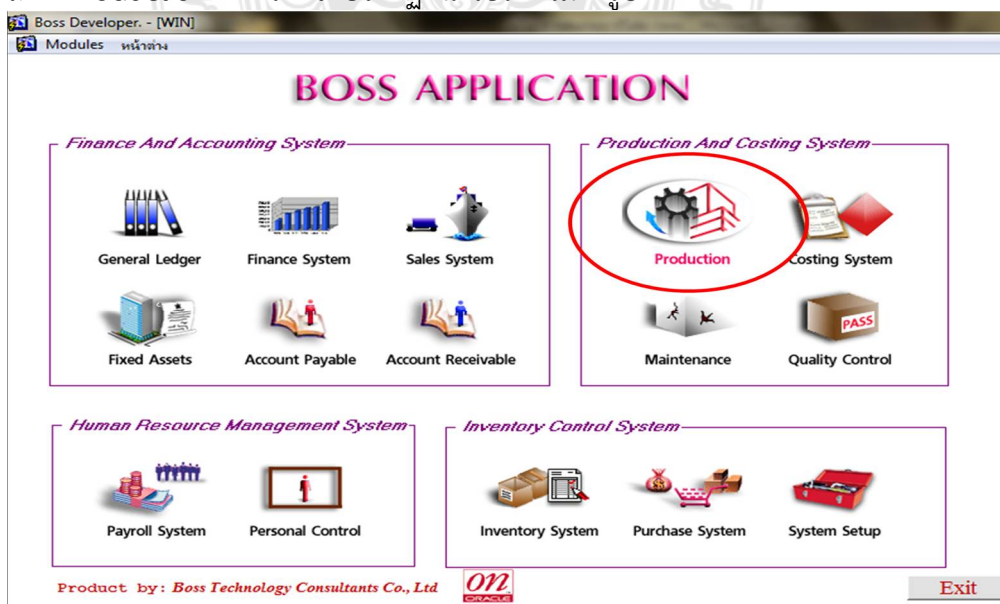 Boss Developer. - [WIN]
Modules หน้าต่าง
BOSS APPLICATION
Finance And Accounting System
Production And Costing System
General Ledger
Finance System
Sales System
Production
Costing System
Fixed Assets
Account Payable
Account Receivable
Maintenance
PASS
Quality Control
Human Resource Management System
Inventory Control System
Payroll System
Personal Control
Inventory System
Purchase System
System Setup
Product by: Boss Technology Consultants Co., Ltd
on
ORACLE
Exit